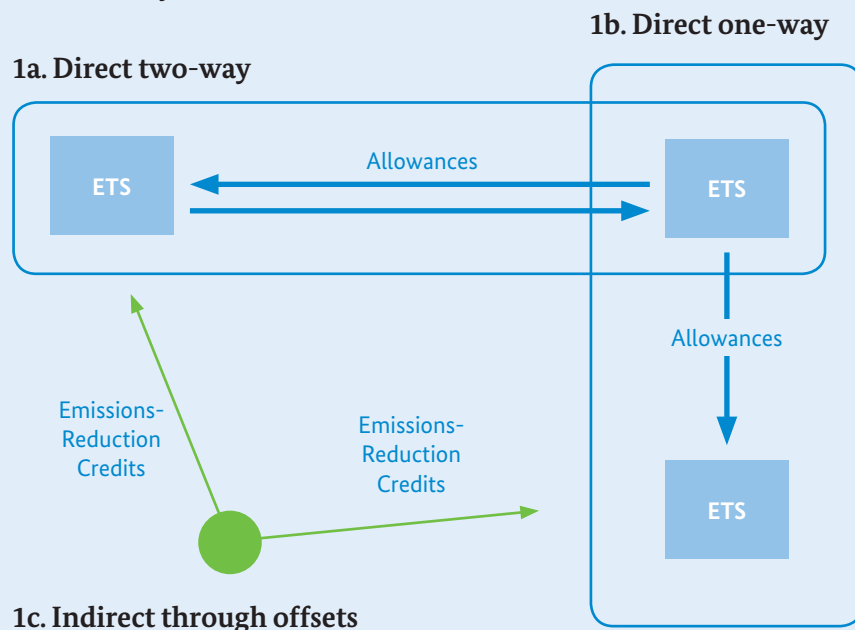 1b. Direct one-way
1a. Direct two-way
ETS
Allowances
ETS
Allowances
Emissions-
Reduction
Credits
Emissions-
Reduction
Credits
ETS
1c. Indirect through offsets